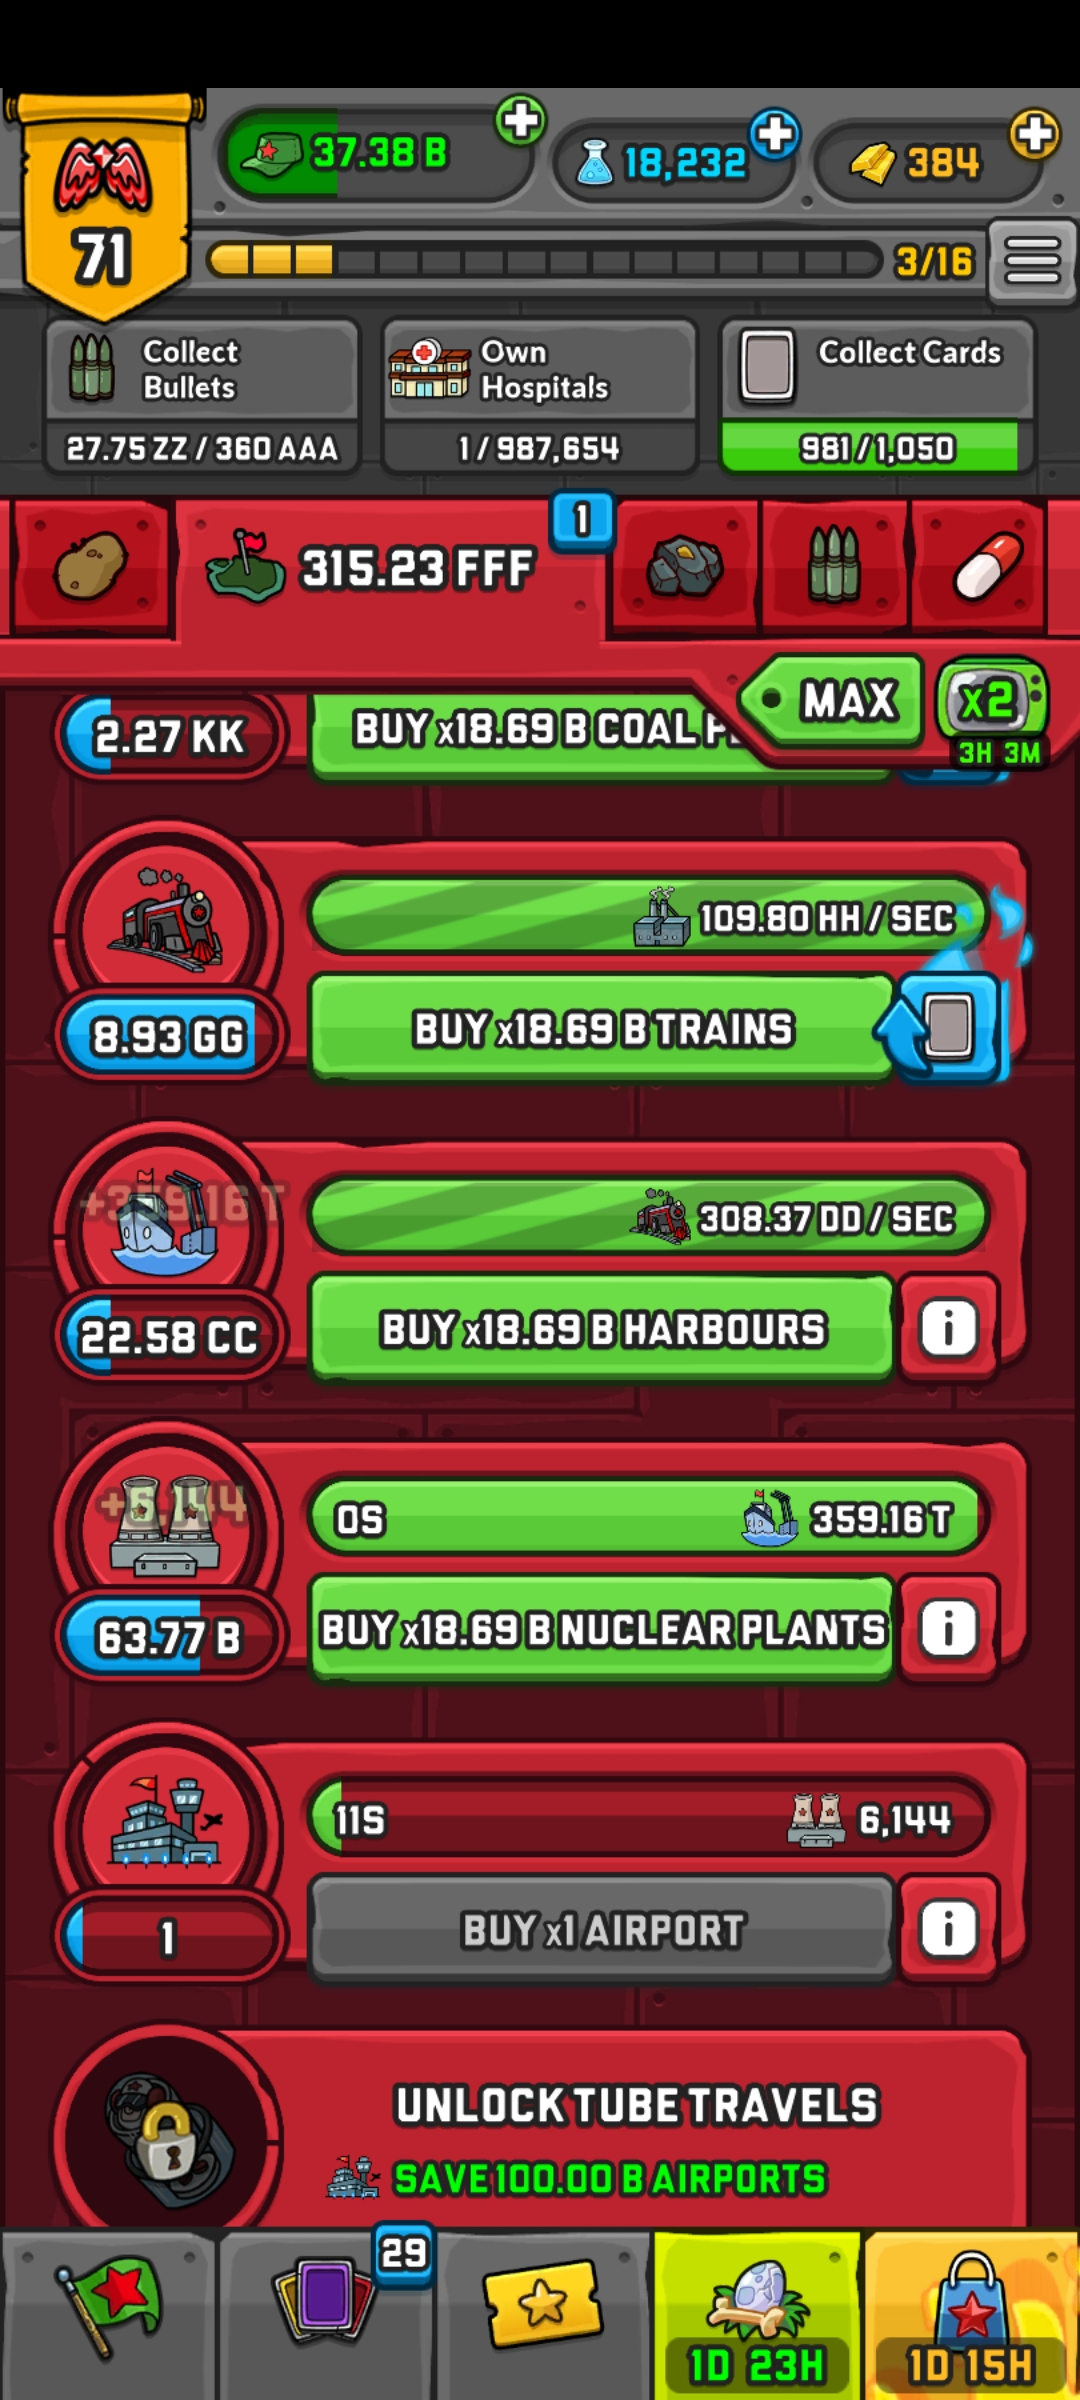 37.38 B
18,232
384
71
3/16
Collect Bullets
27.75 ZZ / 360 AAA
Own Hospitals
1 / 987,654
Collect Cards
981/1,050
315.23 FFF
1
MAX
x2
3H 3M
2.27 KK
BUY x18.69 B COAL
109.80 HH / SEC
8.93 GG
BUY x18.69 B TRAINS
+359.16 T
308.37 DD / SEC
22.58 CC
BUY x18.69 B HARBOURS
i
+6,144
0S
359.16 T
63.77 B
BUY x18.69 B NUCLEAR PLANTS
i
11S
6,144
1
BUY x1 AIRPORT
i
UNLOCK TUBE TRAVELS
SAVE 100.00 B AIRPORTS
29
1D 23H
1D 15H